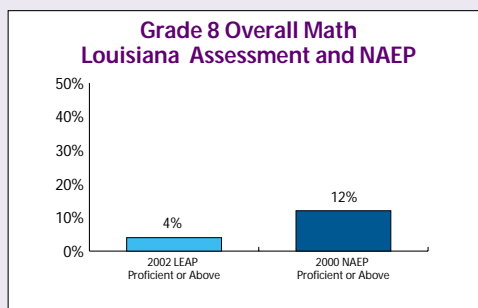 Grade 8 Overall Math
Louisiana Assessment and NAEP
50%
40%
30%
20%
10%
0%
4%
12%
2002 LEAP
Proficient or Above
2000 NAEP
Proficient or Above